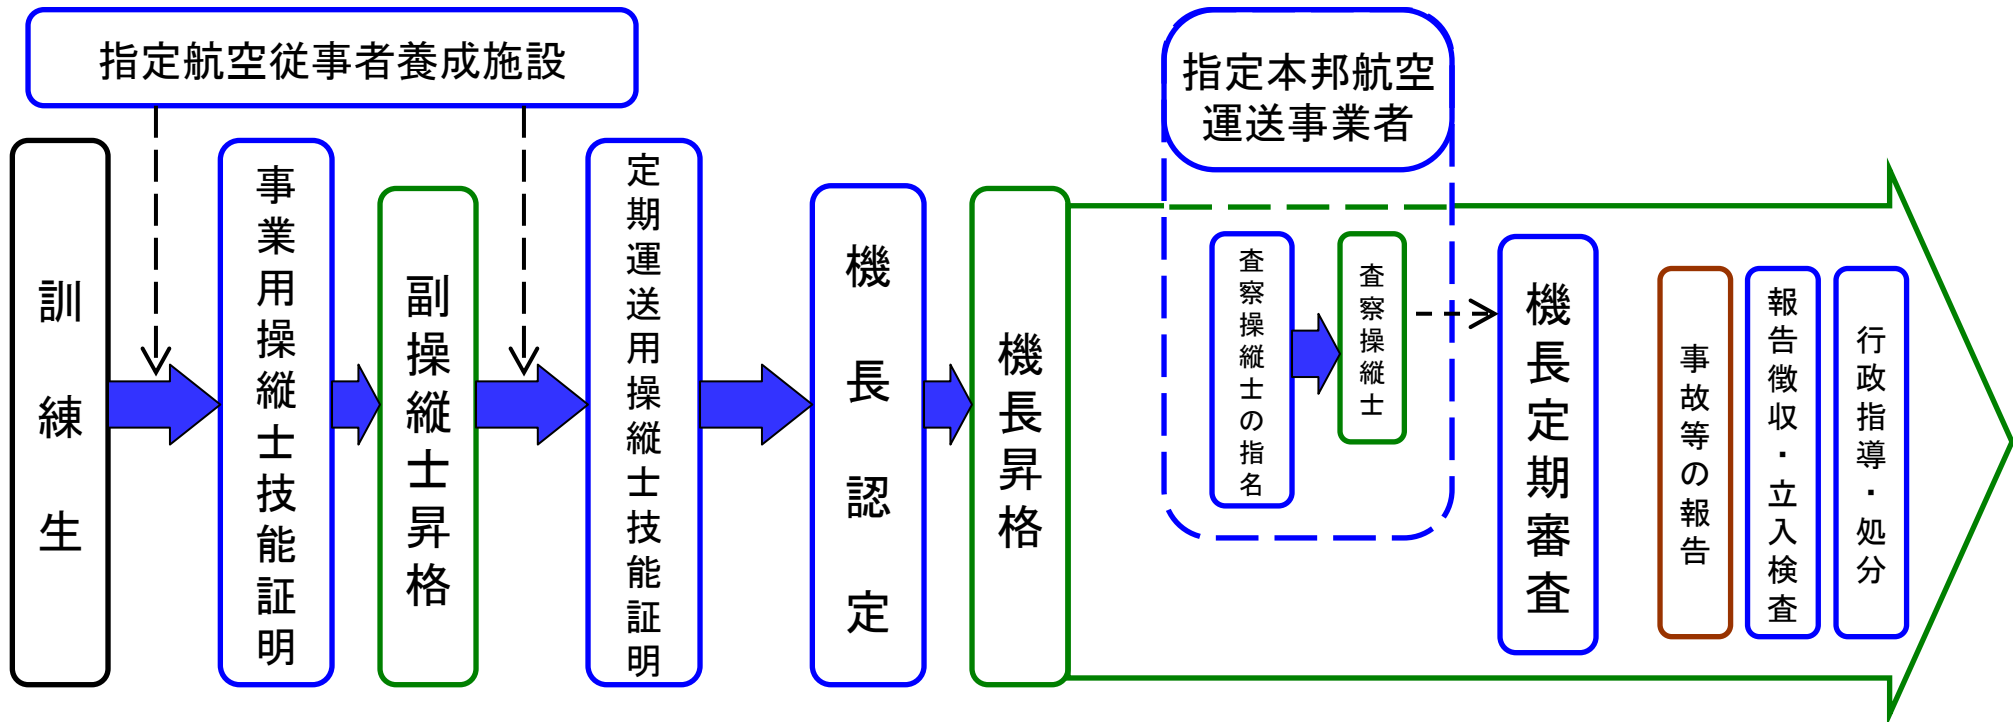 指定航空従事者養成施設
指定本邦航空
運送事業者
訓練生
事業用操縦士技能証明
副操縦士昇格
定期運送用操縦士技能証明
機長認定
機長昇格
査察操縦士の指名
査察操縦士
機長定期審査
事故等の報告
報告徴収・立入検査
行政指導・処分